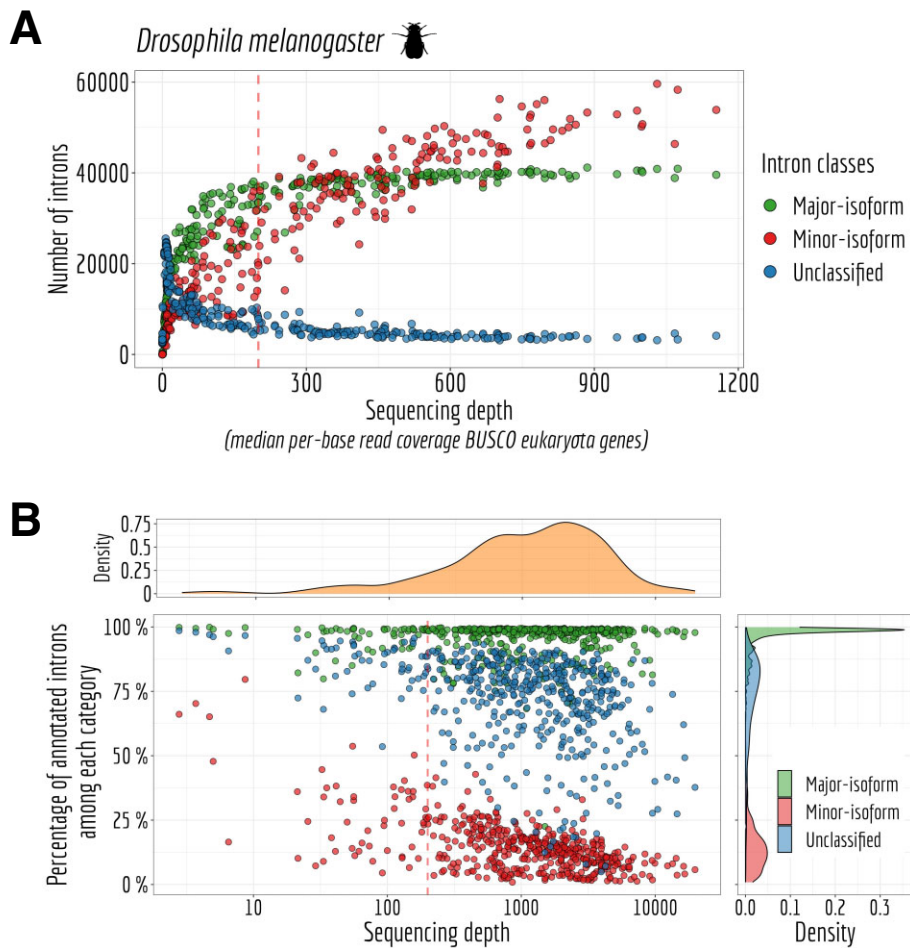 A
Drosophila melanogaster
60000
40000
20000
0
Number of introns
0 300 600 900 1200
Sequencing depth
(median per-base read coverage BUSCO eukaryota genes)
Intron classes
Major-isoform
Minor-isoform
Unclassified
B
Density
0.75
0.5
0.25
0
Percentage of annotated introns
among each category
100 %
75 %
50 %
25 %
0 %
10 100 1000 10000
Sequencing depth
Major-isoform
Minor-isoform
Unclassified
0.0 0.1 0.2 0.3
Density